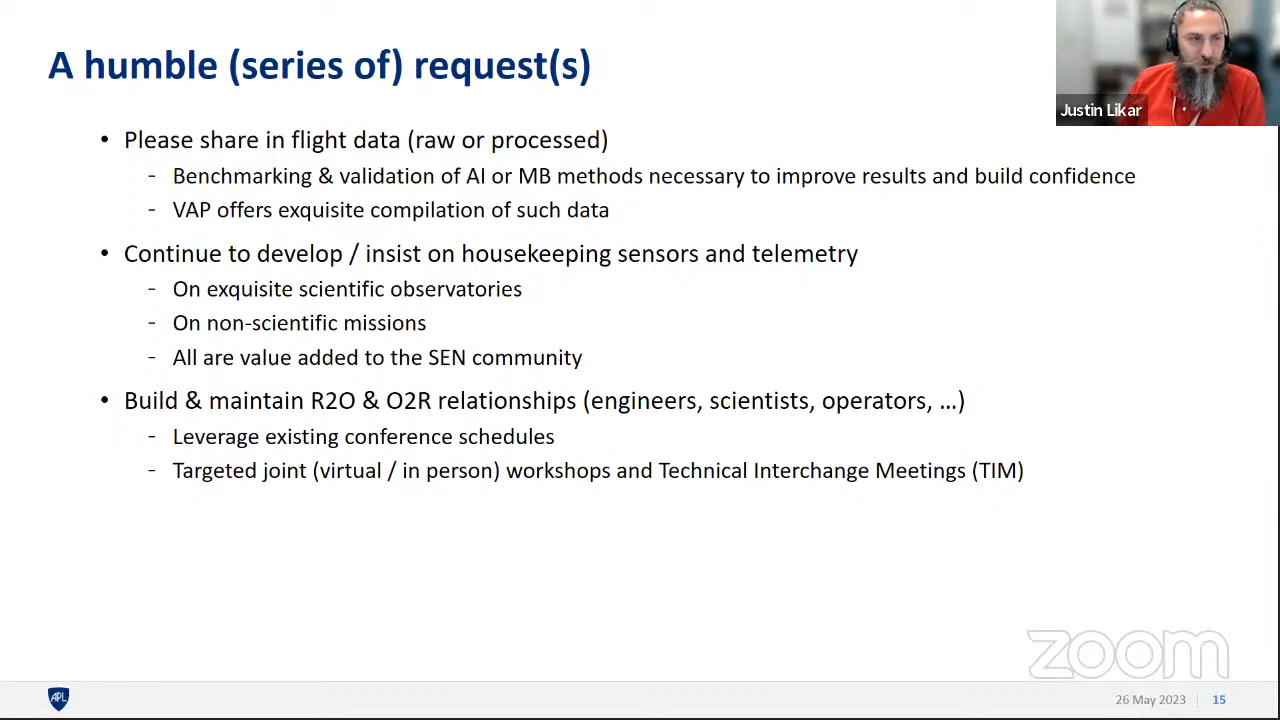 A humble (series of) request(s)
Justin Likar
• Please share in flight data (raw or processed)
- Benchmarking & validation of AI or MB methods necessary to improve results and build confidence
- VAP offers exquisite compilation of such data
• Continue to develop / insist on housekeeping sensors and telemetry
- On exquisite scientific observatories
- On non-scientific missions
- All are value added to the SEN community
• Build & maintain R2O & O2R relationships (engineers, scientists, operators, …)
- Leverage existing conference schedules
- Targeted joint (virtual / in person) workshops and Technical Interchange Meetings (TIM)
zoom
APL
26 May 2023 | 15